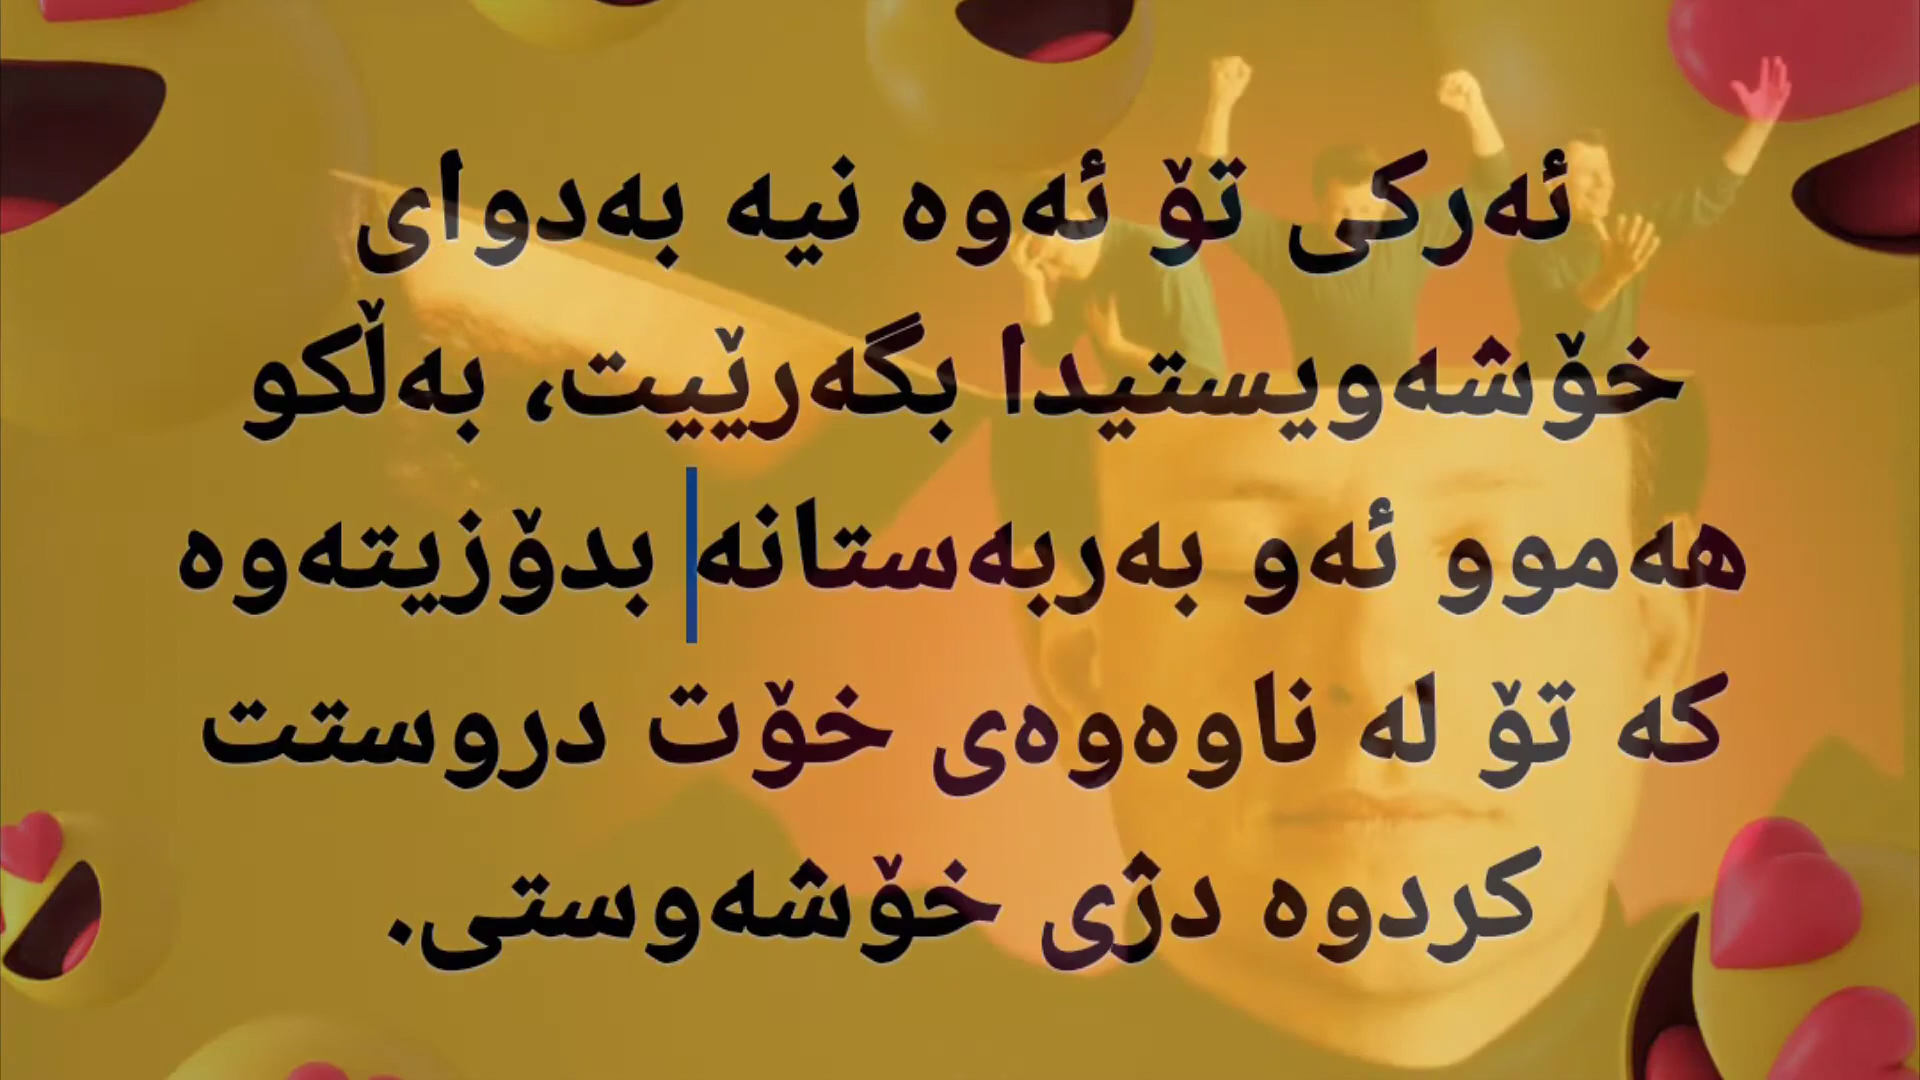 ئەرکی تۆ ئەوە نیە بەدوای
خۆشەویستیدا بگەڕێیت، بەڵکو
هەموو ئەو بەربەستانە بدۆزیتەوە
کە تۆ لە ناوەوەی خۆت دروستت
کردوە دژی خۆشەوستی.